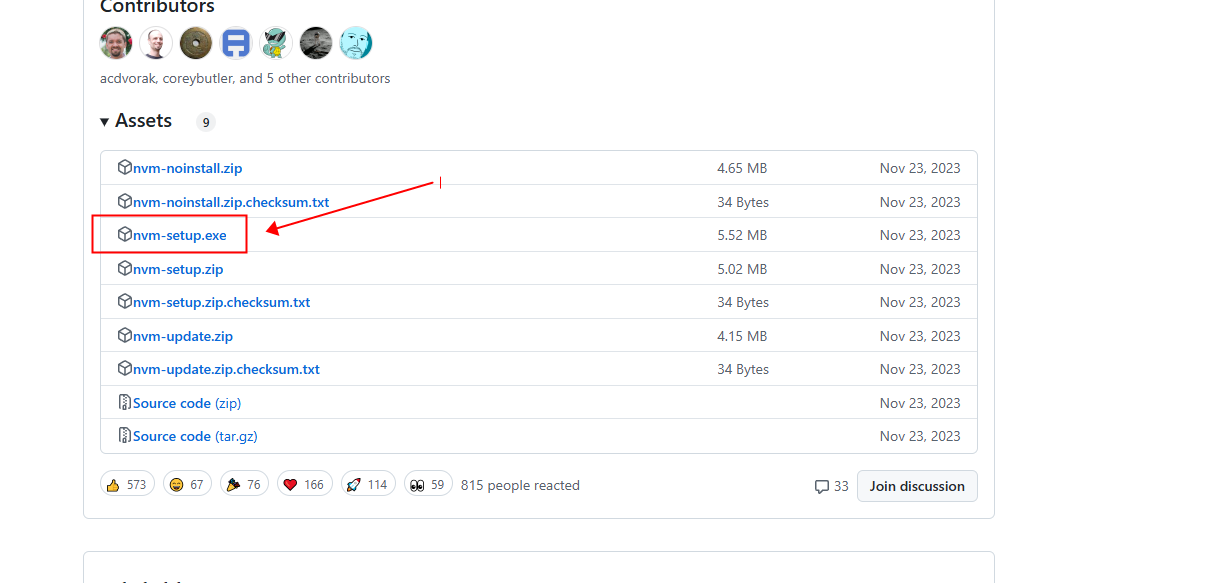 Contributors
acdvorak, coreybutler, and 5 other contributors
▾ Assets 9
nvm-noinstall.zip 4.65 MB Nov 23, 2023
nvm-noinstall.zip.checksum.txt 34 Bytes Nov 23, 2023
nvm-setup.exe 5.52 MB Nov 23, 2023
nvm-setup.zip 5.02 MB Nov 23, 2023
nvm-setup.zip.checksum.txt 34 Bytes Nov 23, 2023
nvm-update.zip 4.15 MB Nov 23, 2023
nvm-update.zip.checksum.txt 34 Bytes Nov 23, 2023
Source code (zip) Nov 23, 2023
Source code (tar.gz) Nov 23, 2023
👍 573 😄 67 🎉 76 ❤️ 166 🚀 114 👀 59 815 people reacted 33 Join discussion